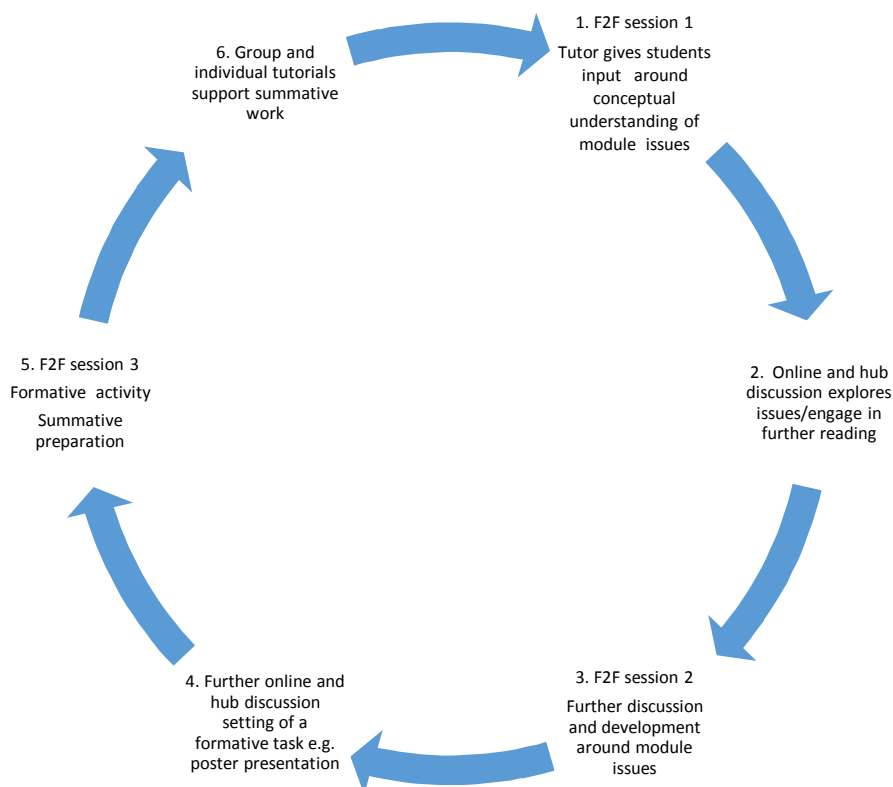 1. F2F session 1
Tutor gives students
input around
conceptual
understanding of
module issues
2. Online and hub
discussion explores
issues/engage in
further reading
3. F2F session 2
Further discussion
and development
around module
issues
4. Further online and
hub discussion
setting of a
formative task e.g.
poster presentation
5. F2F session 3
Formative activity
Summative
preparation
6. Group and
individual tutorials
support summative
work